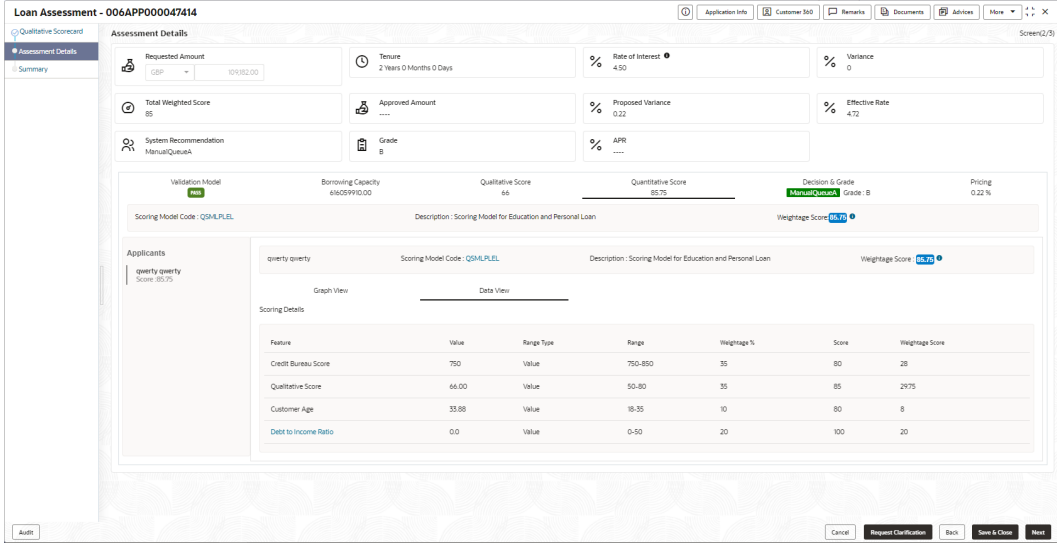 Loan Assessment - 006APP000047414
Application Info Customer 360 Remarks Documents Advices More
Qualitative Scorecard
Assessment Details
Summary
Assessment Details Screen(2/3)
Requested Amount
GBP 109,182.00
Tenure
2 Years 0 Months 0 Days
Rate of Interest
4.50
Variance
0
Total Weighted Score
85
Approved Amount
----
Proposed Variance
0.22
Effective Rate
4.72
System Recommendation
ManualQueueA
Grade
B
APR
----
Validation Model Borrowing Capacity Qualitative Score Quantitative Score Decision & Grade Pricing
PASS 616059910.00 66 85.75 ManualQueueA Grade : B 0.22 %
Scoring Model Code : QSMLPLEL Description : Scoring Model for Education and Personal Loan Weightage Score: 85.75
Applicants
qwerty qwerty
Score :85.75
qwerty qwerty Scoring Model Code : QSMLPLEL Description : Scoring Model for Education and Personal Loan Weightage Score : 85.75
Graph View Data View
Scoring Details
Feature Value Range Type Range Weightage % Score Weightage Score
Credit Bureau Score 750 Value 750-850 35 80 28
Qualitative Score 66.00 Value 50-80 35 85 29.75
Customer Age 33.88 Value 18-35 10 80 8
Debt to Income Ratio 0.0 Value 0-50 20 100 20
Audit Cancel Request Clarification Back Save & Close Next